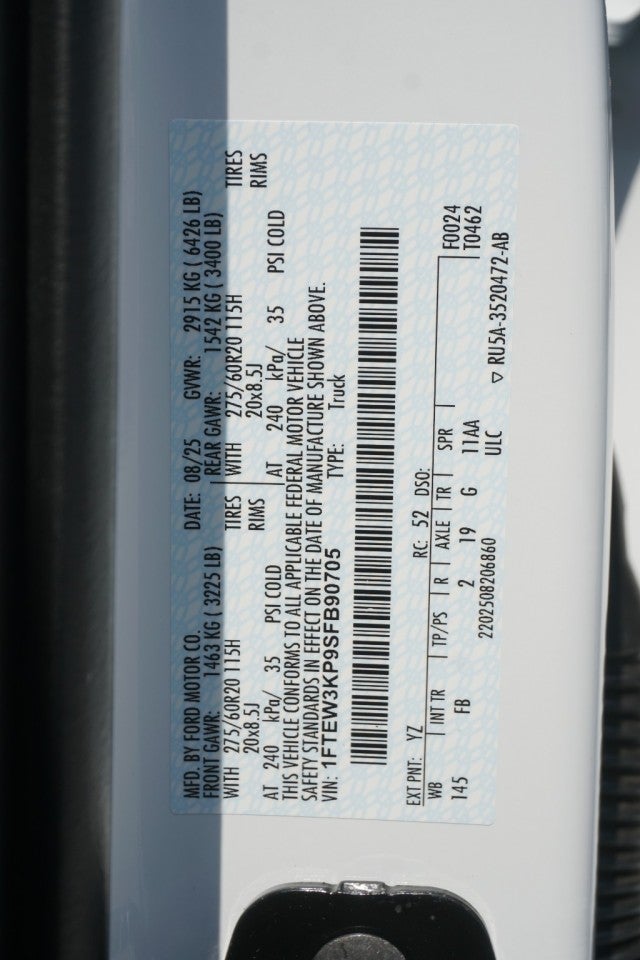 MFD. BY FORD MOTOR CO. DATE: 08/25 GVWR: 2915 KG ( 6426 LB)
FRONT GAWR: 1463 KG ( 3225 LB) REAR GAWR: 1542 KG ( 3400 LB)
WITH 275/60R20 115H TIRES WITH 275/60R20 115H TIRES
20x8.5J RIMS 20x8.5J RIMS
AT 240 kPa/ 35 PSI COLD AT 240 kPa/ 35 PSI COLD
THIS VEHICLE CONFORMS TO ALL APPLICABLE FEDERAL MOTOR VEHICLE
SAFETY STANDARDS IN EFFECT ON THE DATE OF MANUFACTURE SHOWN ABOVE.
VIN: 1FTEW3KP9SFB90705 TYPE: Truck
EXT PNT: YZ RC: 52 DSO:
WB INT TR TP/PS R AXLE TR SPR F0024
145 FB 2 19 G 11AA T0462
2202508206860 ULC ▽ RU5A-3520472-AB